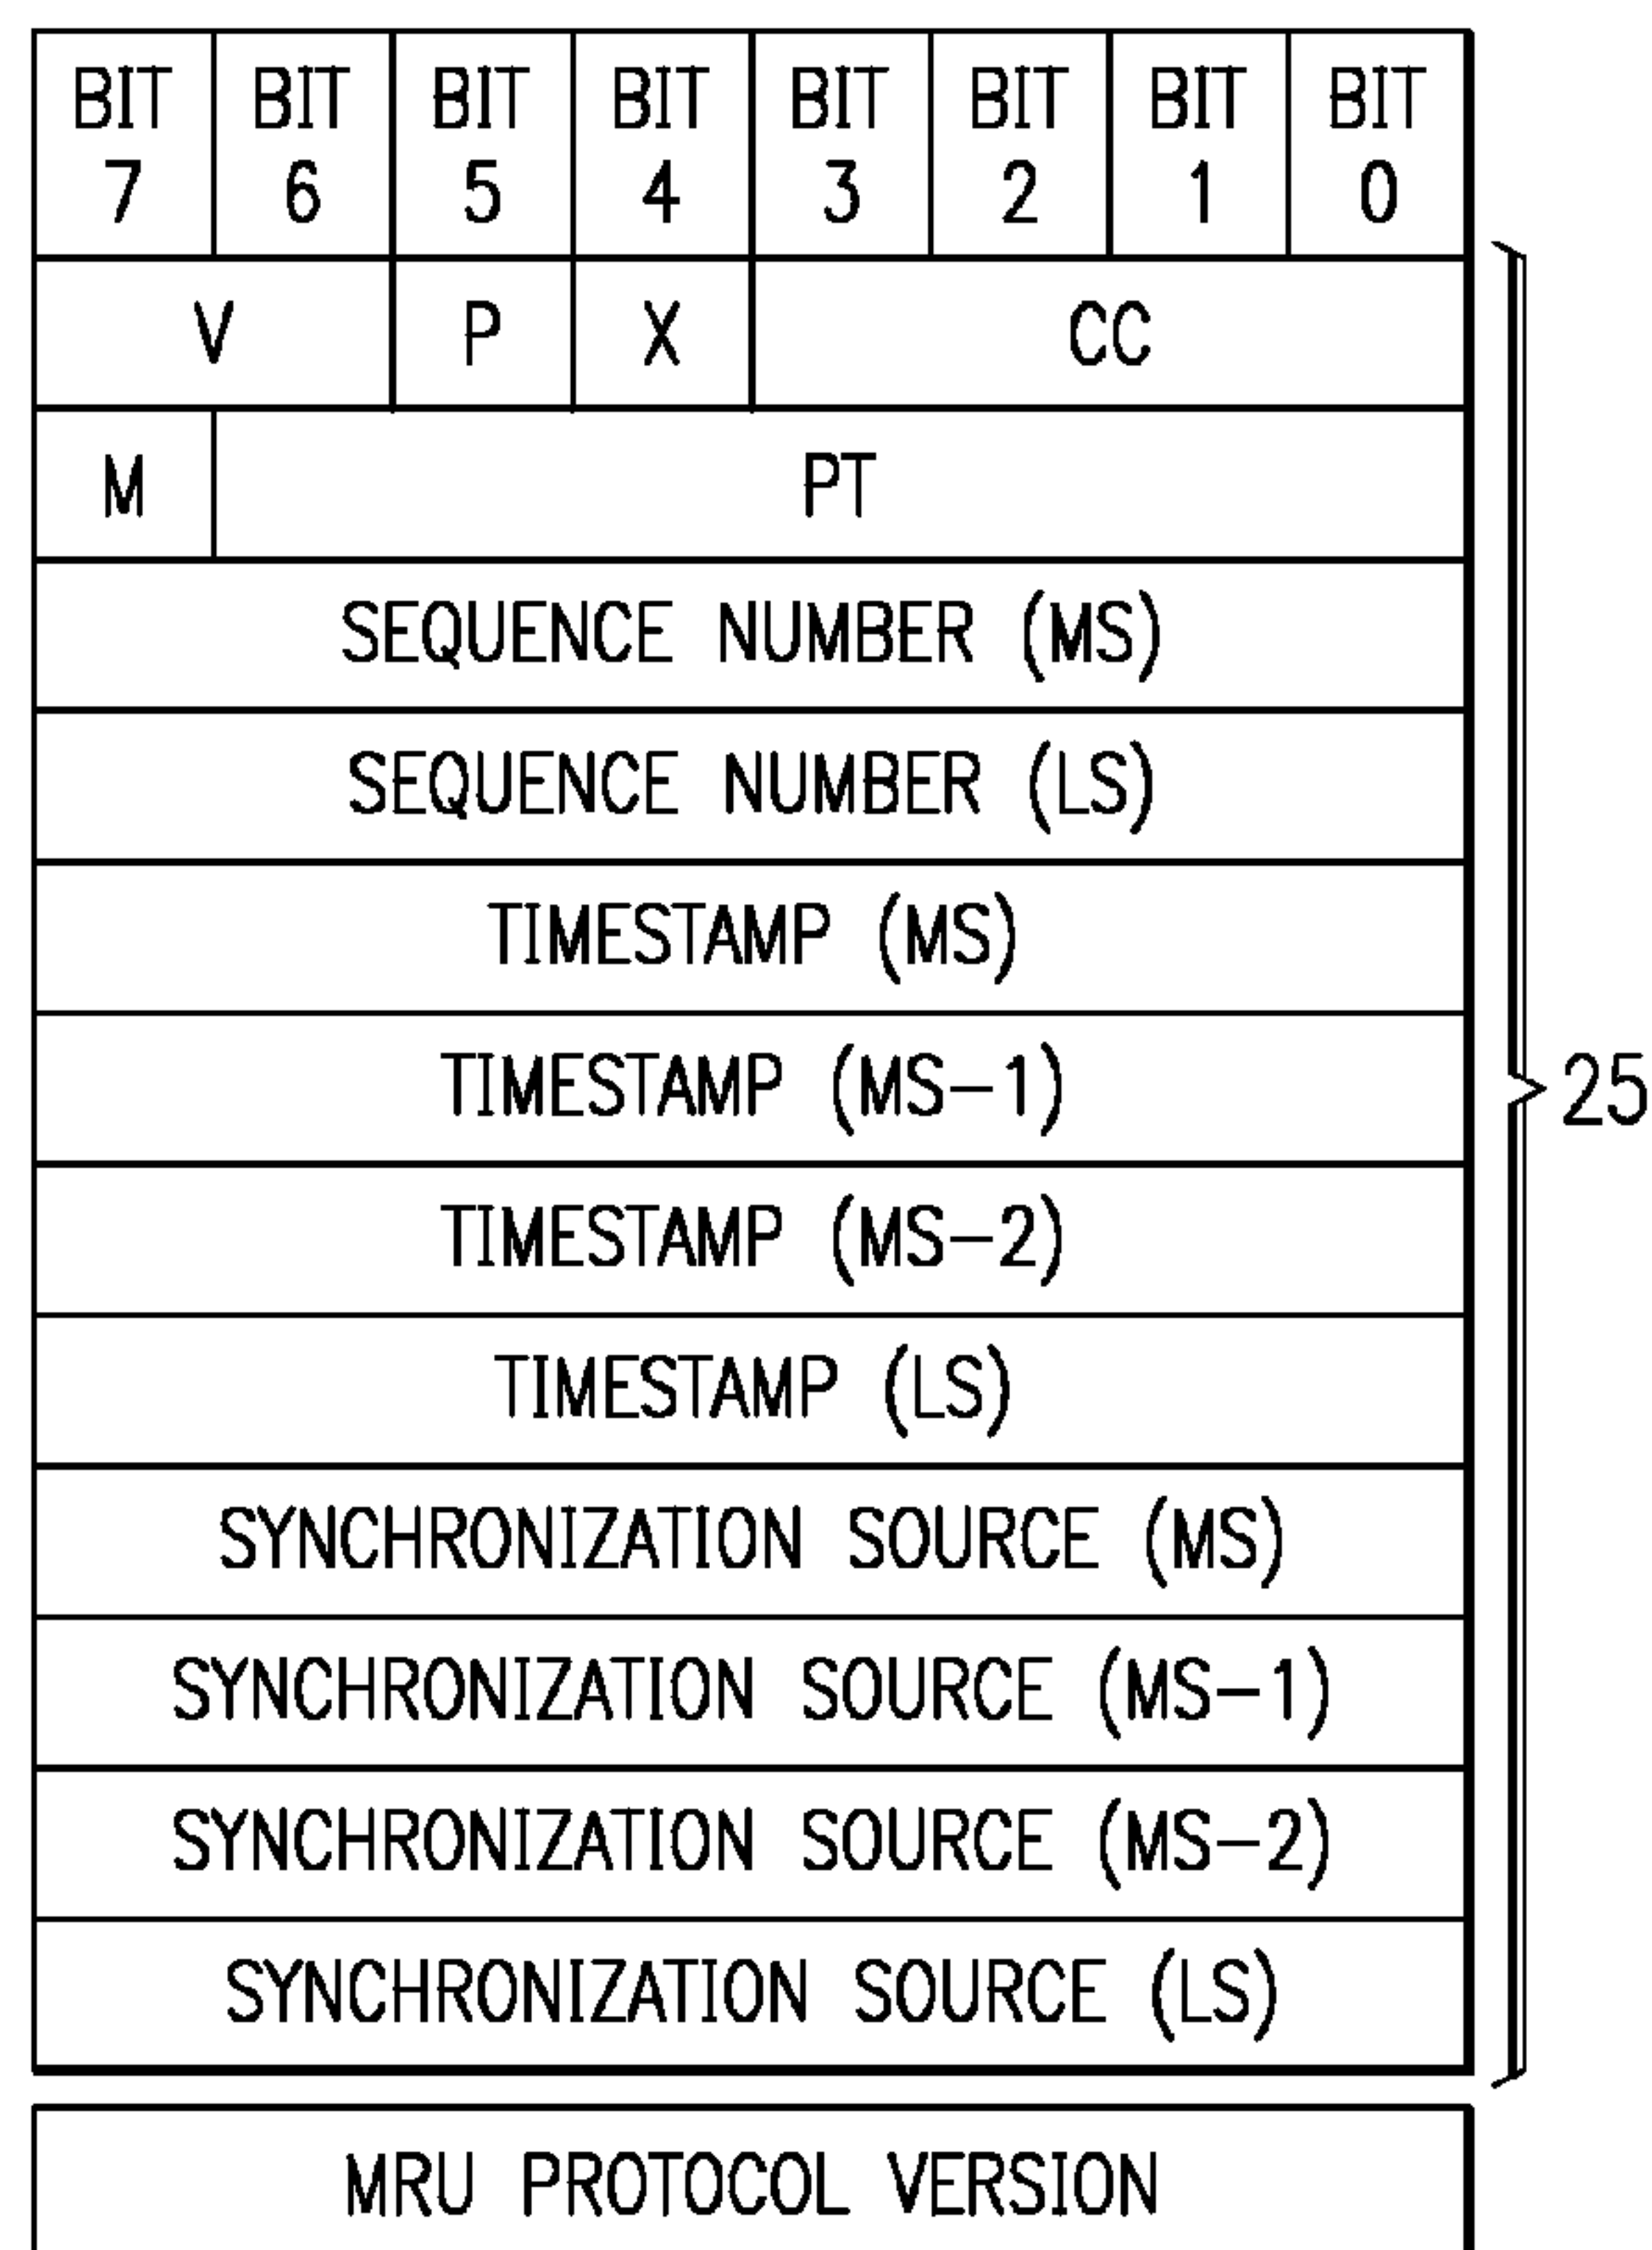 BIT BIT BIT BIT BIT BIT BIT BIT
7 6 5 4 3 2 1 0
V P X CC
M PT
SEQUENCE NUMBER (MS)
SEQUENCE NUMBER (LS)
TIMESTAMP (MS)
TIMESTAMP (MS-1)
25
TIMESTAMP (MS-2)
TIMESTAMP (LS)
SYNCHRONIZATION SOURCE (MS)
SYNCHRONIZATION SOURCE (MS-1)
SYNCHRONIZATION SOURCE (MS-2)
SYNCHRONIZATION SOURCE (LS)
MRU PROTOCOL VERSION